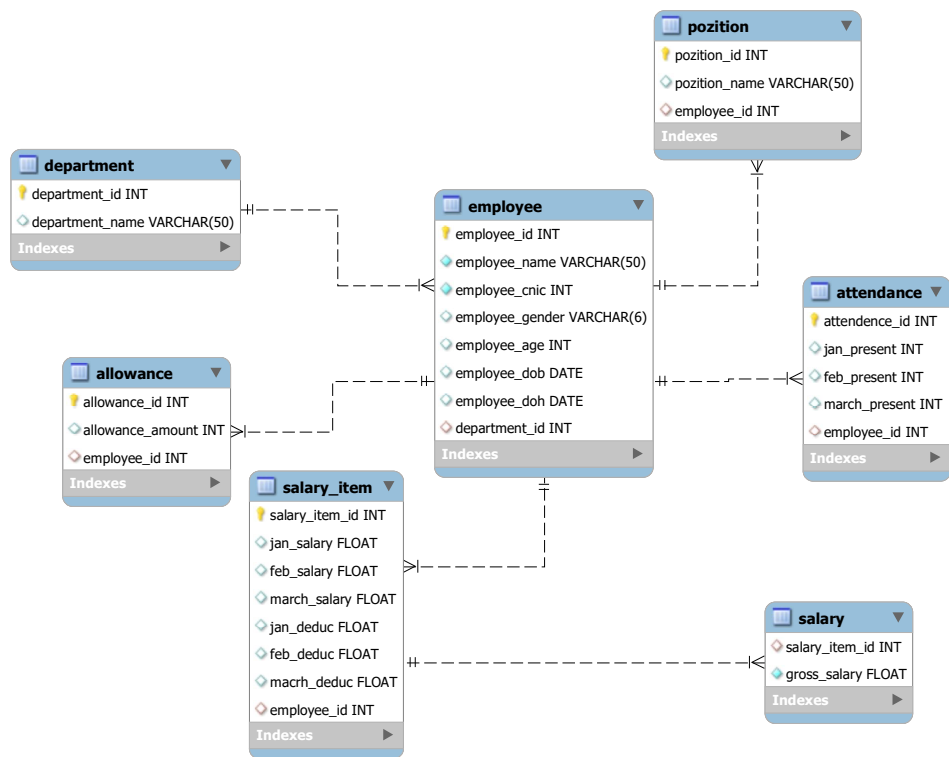 pozition
pozition_id INT
pozition_name VARCHAR(50)
employee_id INT
Indexes
department
department_id INT
department_name VARCHAR(50)
Indexes
employee
employee_id INT
employee_name VARCHAR(50)
employee_cnic INT
employee_gender VARCHAR(6)
employee_age INT
employee_dob DATE
employee_doh DATE
department_id INT
Indexes
attendance
attendence_id INT
jan_present INT
feb_present INT
march_present INT
employee_id INT
Indexes
allowance
allowance_id INT
allowance_amount INT
employee_id INT
Indexes
salary_item
salary_item_id INT
jan_salary FLOAT
feb_salary FLOAT
march_salary FLOAT
jan_deduc FLOAT
feb_deduc FLOAT
macrh_deduc FLOAT
employee_id INT
Indexes
salary
salary_item_id INT
gross_salary FLOAT
Indexes